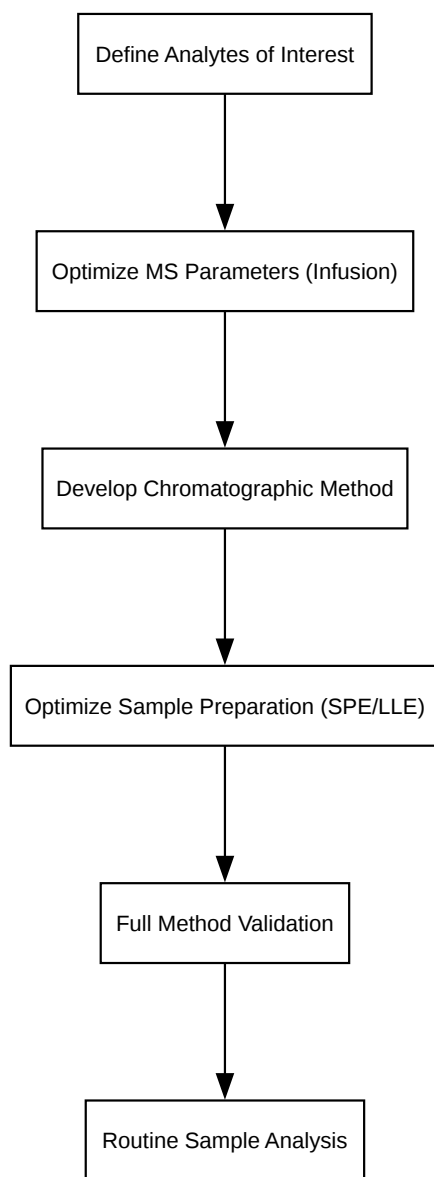 Define Analytes of Interest
Optimize MS Parameters (Infusion)
Develop Chromatographic Method
Optimize Sample Preparation (SPE/LLE)
Full Method Validation
Routine Sample Analysis